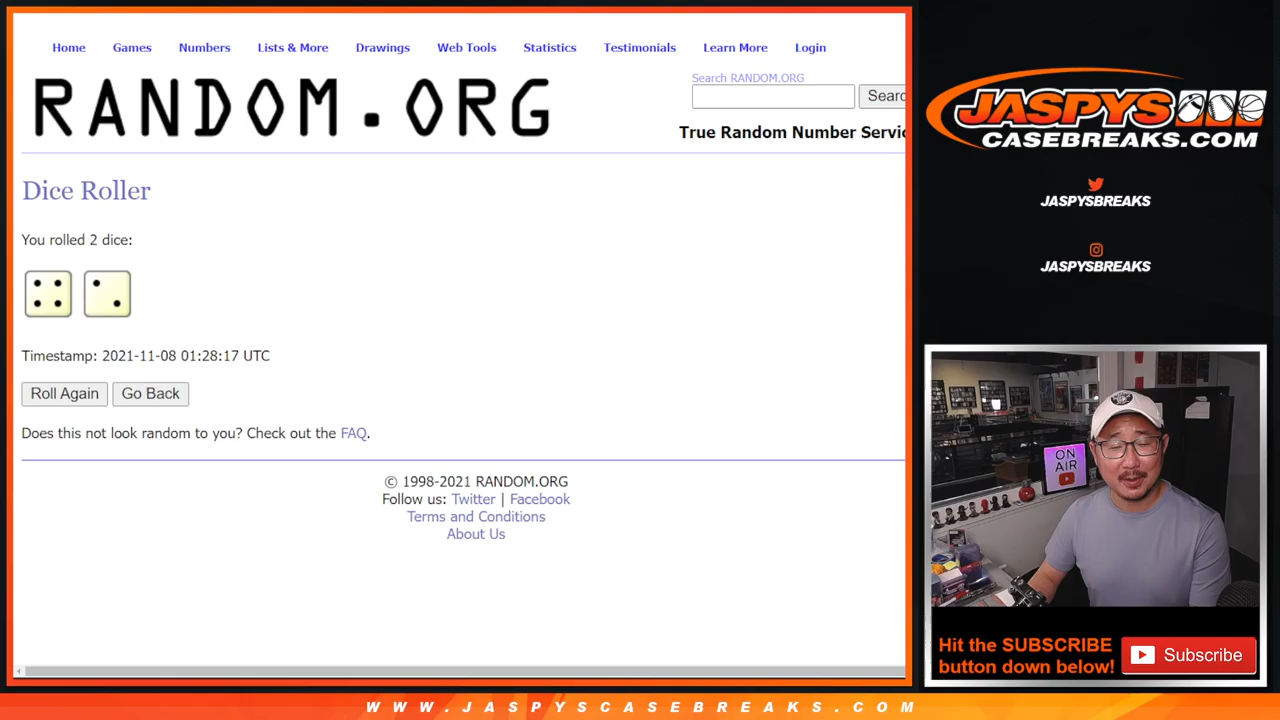 Home Games Numbers Lists & More Drawings Web Tools Statistics Testimonials Learn More Login
RANDOM.ORG
Search RANDOM.ORG
Searc
True Random Number Servic
Dice Roller
You rolled 2 dice:
Timestamp: 2021-11-08 01:28:17 UTC
Roll Again Go Back
Does this not look random to you? Check out the FAQ.
© 1998-2021 RANDOM.ORG
Follow us: Twitter | Facebook
Terms and Conditions
About Us
JASPYS
CASEBREAKS.COM
JASPYSBREAKS
JASPYSBREAKS
ON
AIR
Hit the SUBSCRIBE
button down below!
Subscribe
WWW.JASPYSCASEBREAKS.COM